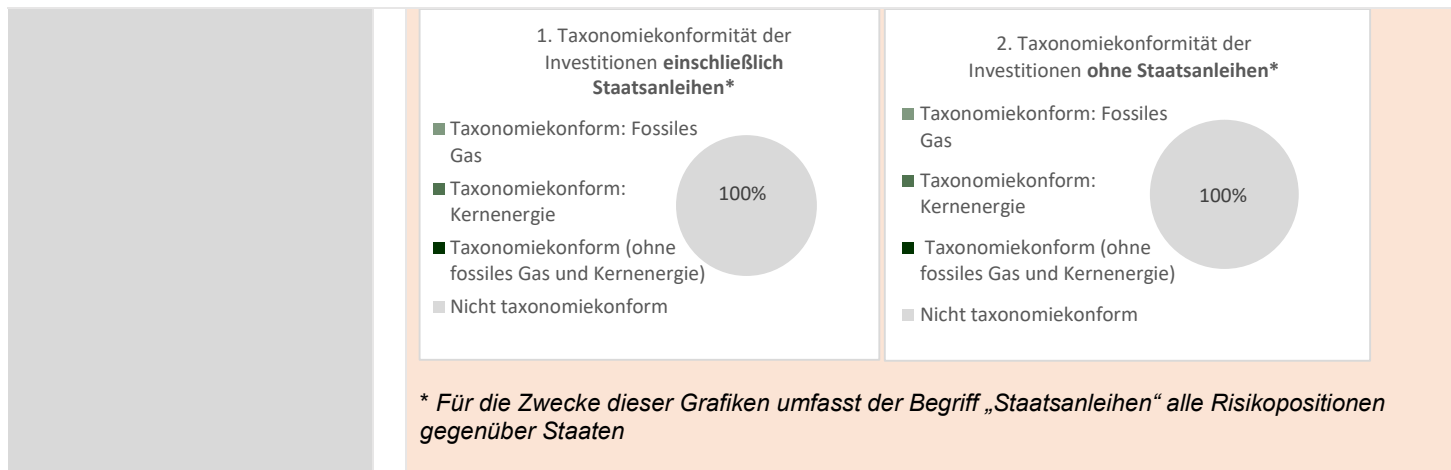 1. Taxonomiekonformität der
Investitionen einschließlich
Staatsanleihen*
Taxonomiekonform: Fossiles
Gas
Taxonomiekonform:
Kernenergie
Taxonomiekonform (ohne
fossiles Gas und Kernenergie)
Nicht taxonomiekonform
100%
2. Taxonomiekonformität der
Investitionen ohne Staatsanleihen*
Taxonomiekonform: Fossiles
Gas
Taxonomiekonform:
Kernenergie
Taxonomiekonform (ohne
fossiles Gas und Kernenergie)
Nicht taxonomiekonform
100%
* Für die Zwecke dieser Grafiken umfasst der Begriff „Staatsanleihen“ alle Risikopositionen
gegenüber Staaten